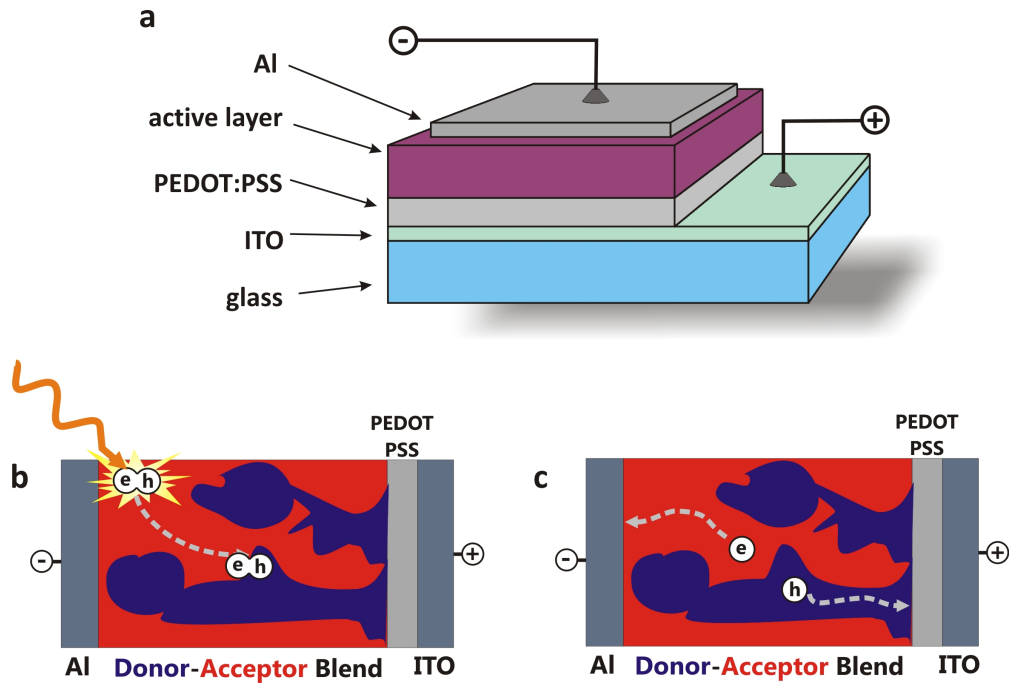 a
-
Al
active layer
+
PEDOT:PSS
ITO
glass
b
PEDOT
PSS
e h
e h
-
+
Al Donor-Acceptor Blend ITO
c
PEDOT
PSS
e
h
-
+
Al Donor-Acceptor Blend ITO